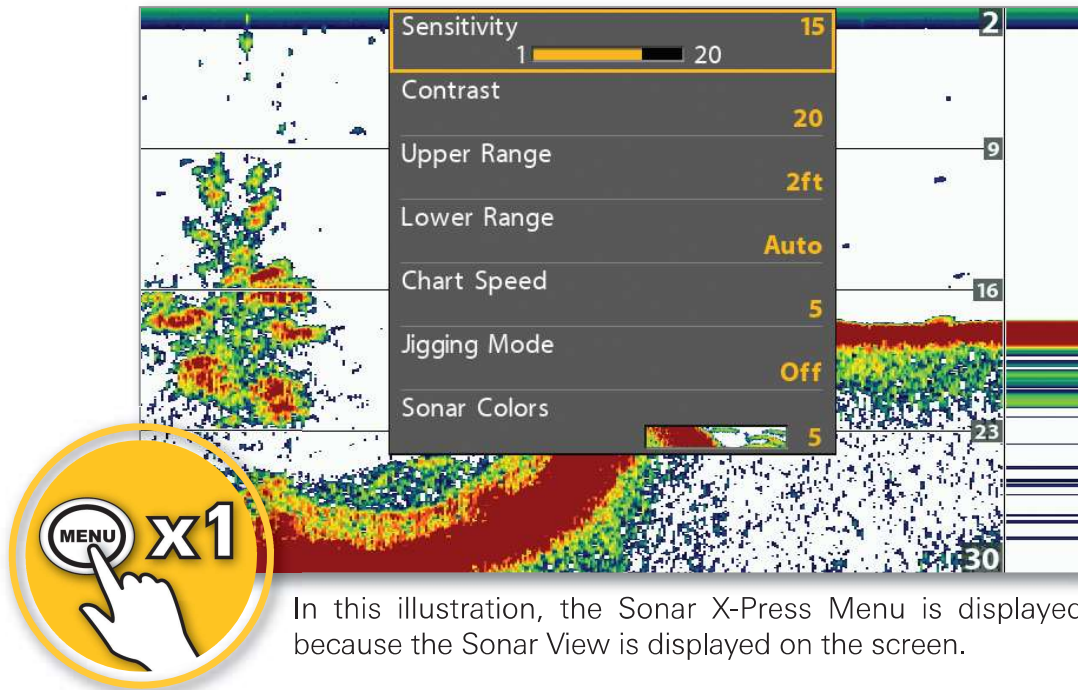 Sensitivity 15
1 20
Contrast
20
Upper Range
2ft
Lower Range
Auto
Chart Speed
5
Jigging Mode
Off
Sonar Colors
5
2
9
16
23
30
MENU x1
In this illustration, the Sonar X-Press Menu is displayed
because the Sonar View is displayed on the screen.